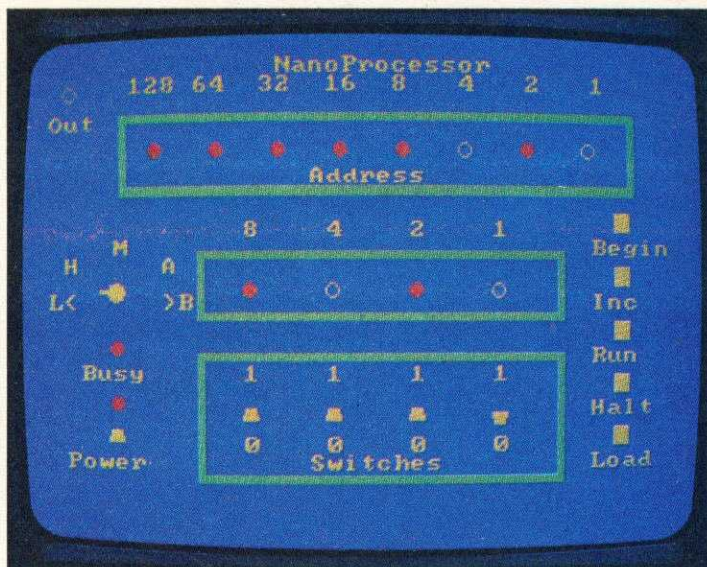 NanoProcessor
128 64 32 16 8 4 2 1
Out
Address
8 4 2 1
M
H A
L< >B
Begin
Inc
Run
Halt
Load
Busy
Power
1 1 1 1
0 0 0 0
Switches